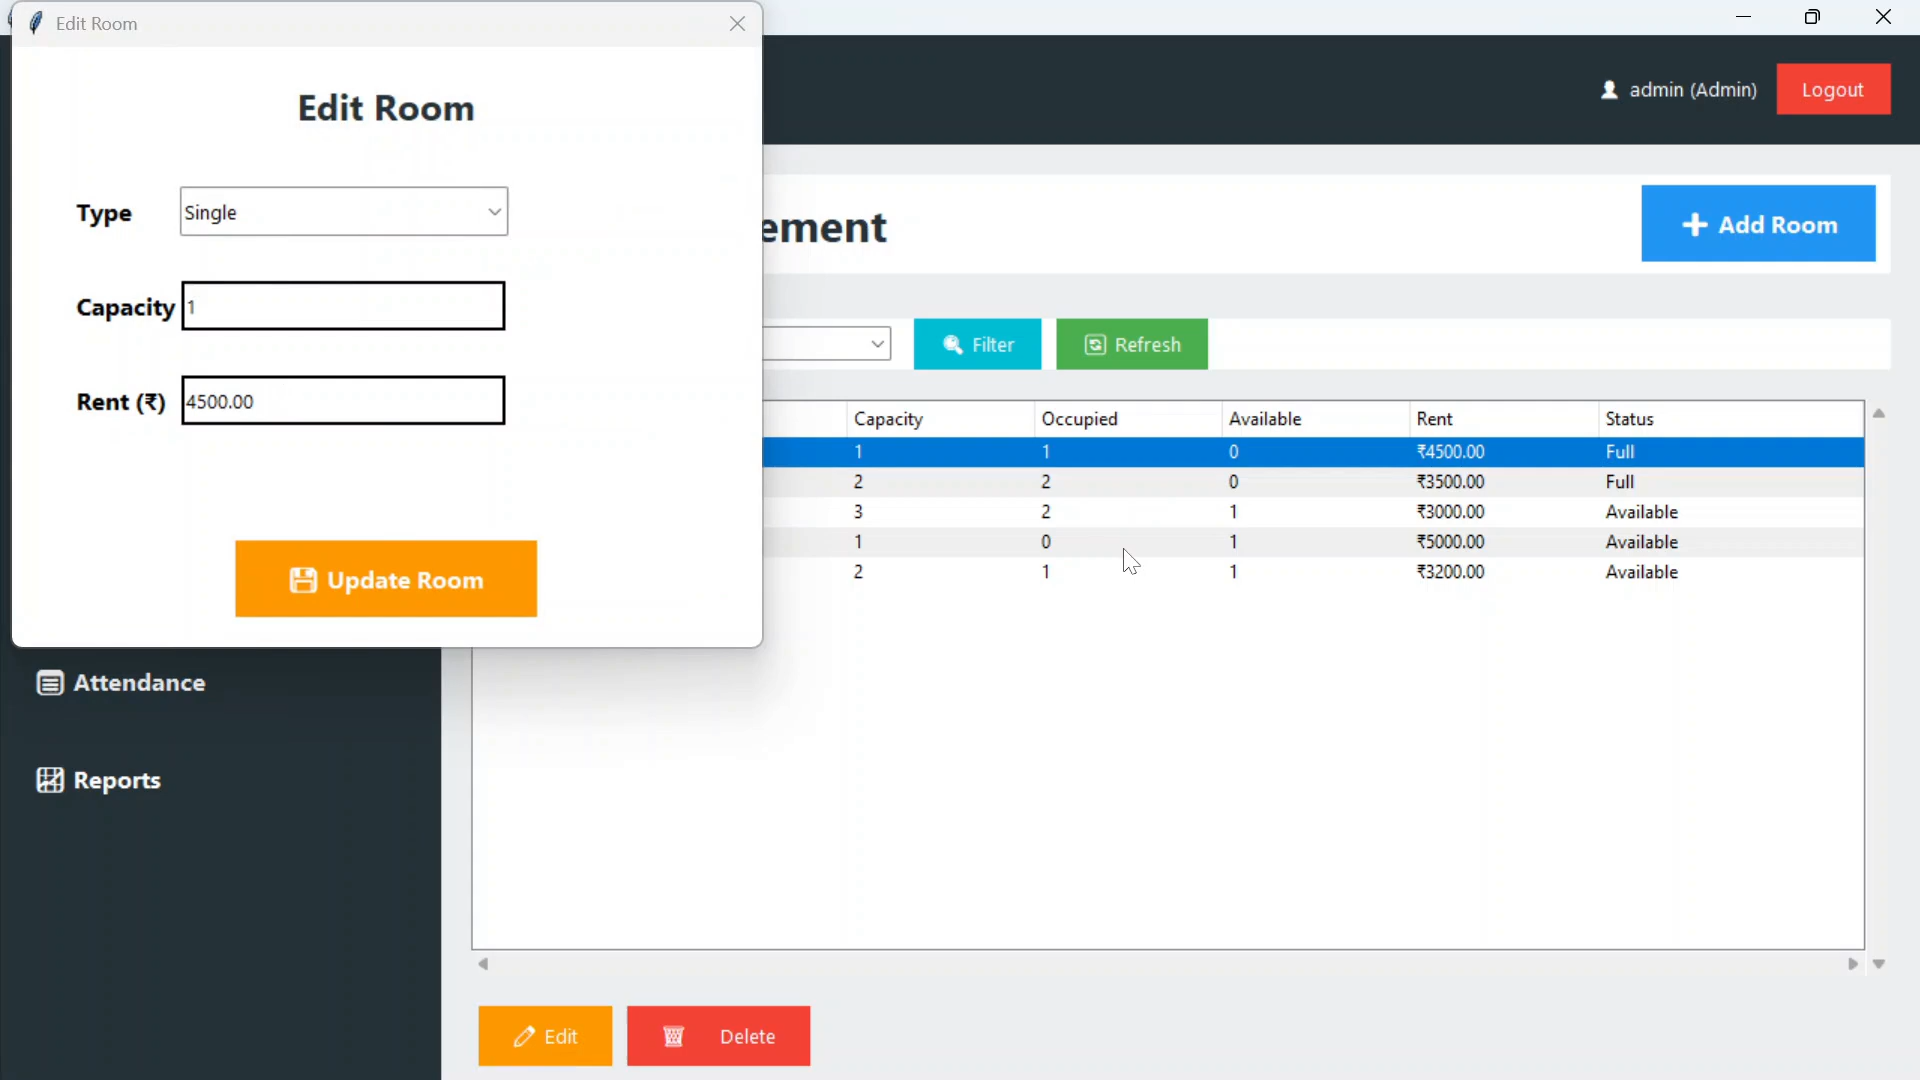 Edit Room
Edit Room
Type Single
Capacity 1
Rent (₹) 4500.00
Update Room
admin (Admin) Logout
ement
Add Room
Filter Refresh
Capacity Occupied Available Rent Status
1 1 0 ₹4500.00 Full
2 2 0 ₹3500.00 Full
3 2 1 ₹3000.00 Available
1 0 1 ₹5000.00 Available
2 1 1 ₹3200.00 Available
Attendance
Reports
Edit Delete